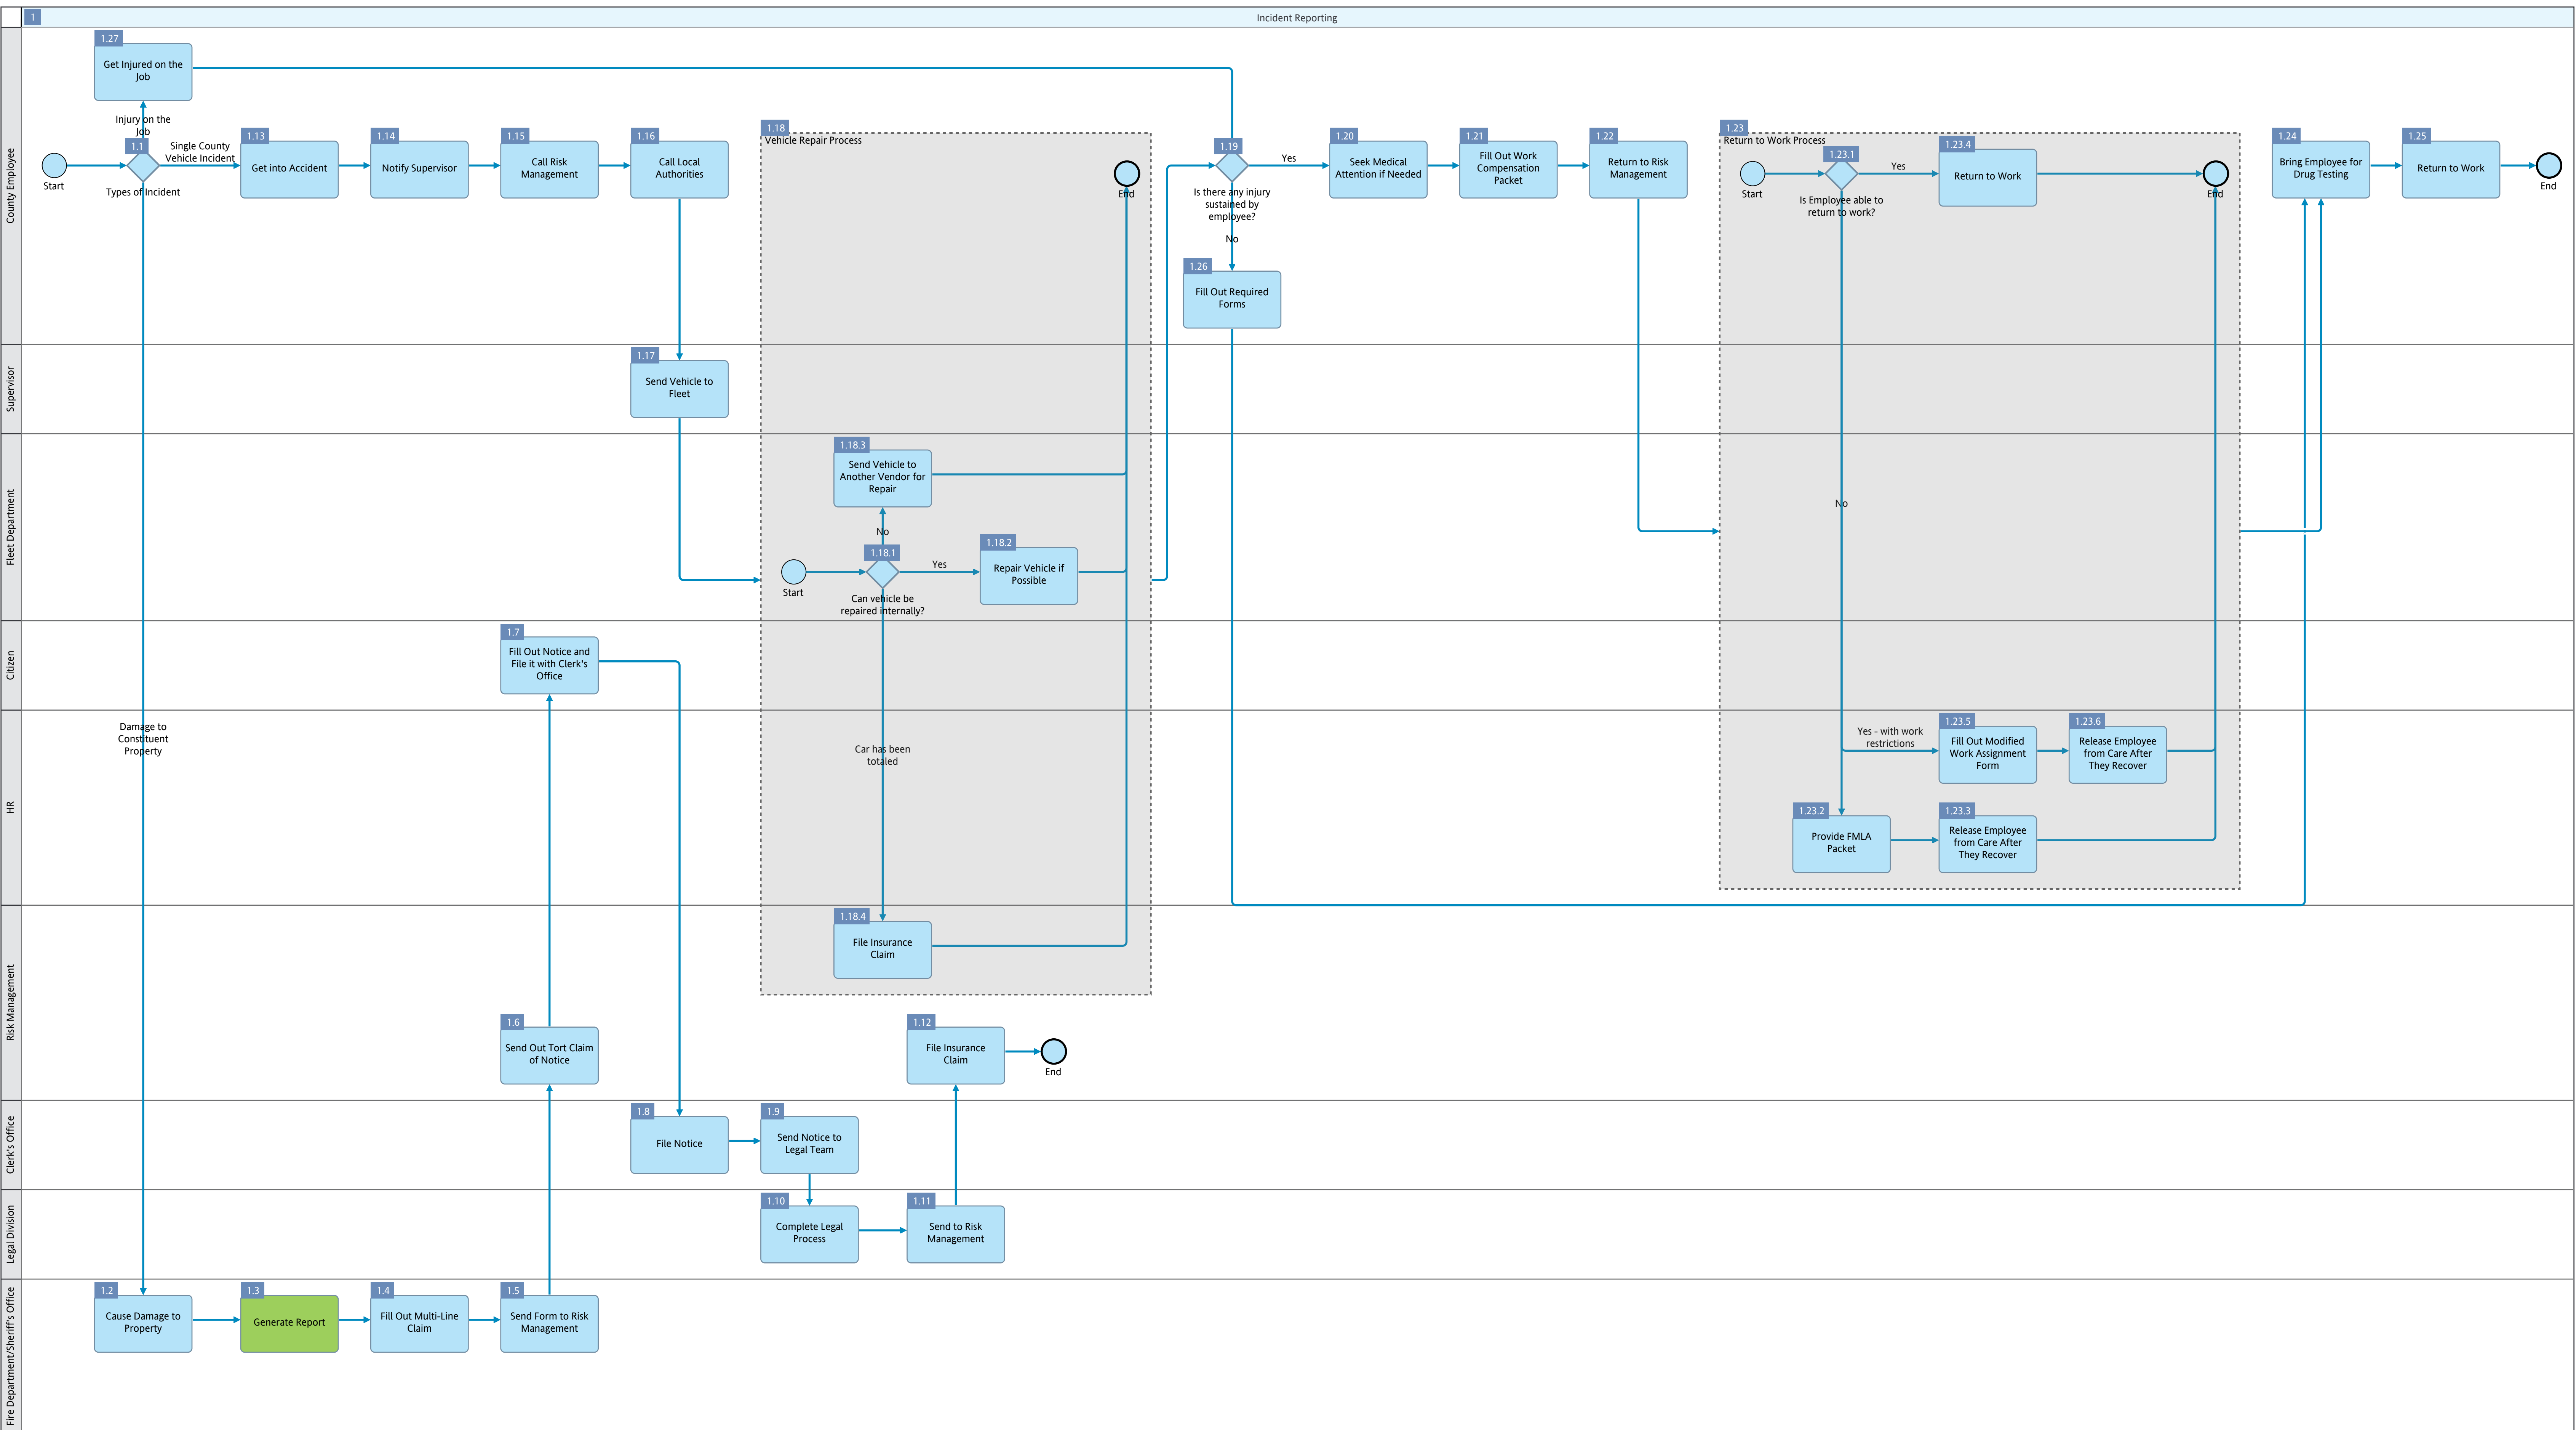 1
Incident Reporting
County Employee
1.27
Get Injured on the
Job
Injury on the
Job
1.1
Start
Types of Incident
Single County
Vehicle Incident
1.13
Get into Accident
1.14
Notify Supervisor
1.15
Call Risk
Management
1.16
Call Local
Authorities
1.18
Vehicle Repair Process
End
1.19
Is there any injury
sustained by
employee?
Yes
No
1.26
Fill Out Required
Forms
1.20
Seek Medical
Attention if Needed
1.21
Fill Out Work
Compensation
Packet
1.22
Return to Risk
Management
1.23
Return to Work Process
Start
1.23.1
Is Employee able to
return to work?
Yes
1.23.4
Return to Work
End
1.24
Bring Employee for
Drug Testing
1.25
Return to Work
End
Supervisor
1.17
Send Vehicle to
Fleet
Fleet Department
1.18.3
Send Vehicle to
Another Vendor for
Repair
No
1.18.1
Start
Can vehicle be
repaired internally?
Yes
1.18.2
Repair Vehicle if
Possible
No
Citizen
1.7
Fill Out Notice and
File it with Clerk's
Office
HR
Damage to
Constituent
Property
Car has been
totaled
Yes - with work
restrictions
1.23.5
Fill Out Modified
Work Assignment
Form
1.23.6
Release Employee
from Care After
They Recover
1.23.2
Provide FMLA
Packet
1.23.3
Release Employee
from Care After
They Recover
Risk Management
1.18.4
File Insurance
Claim
1.6
Send Out Tort Claim
of Notice
1.12
File Insurance
Claim
End
Clerk's Office
1.8
File Notice
1.9
Send Notice to
Legal Team
Legal Division
1.10
Complete Legal
Process
1.11
Send to Risk
Management
Fire Department/Sheriff's Office
1.2
Cause Damage to
Property
1.3
Generate Report
1.4
Fill Out Multi-Line
Claim
1.5
Send Form to Risk
Management